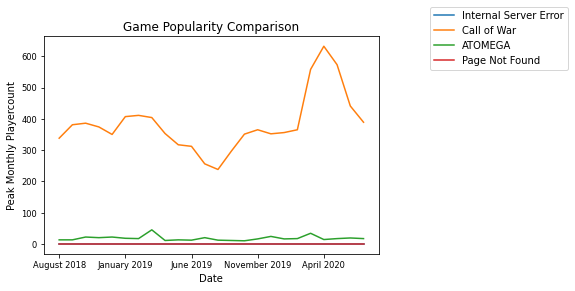 Game Popularity Comparison
Internal Server Error
Call of War
ATOMEGA
Page Not Found
Peak Monthly Playercount
600
500
400
300
200
100
0
August 2018
January 2019
June 2019
November 2019
April 2020
Date